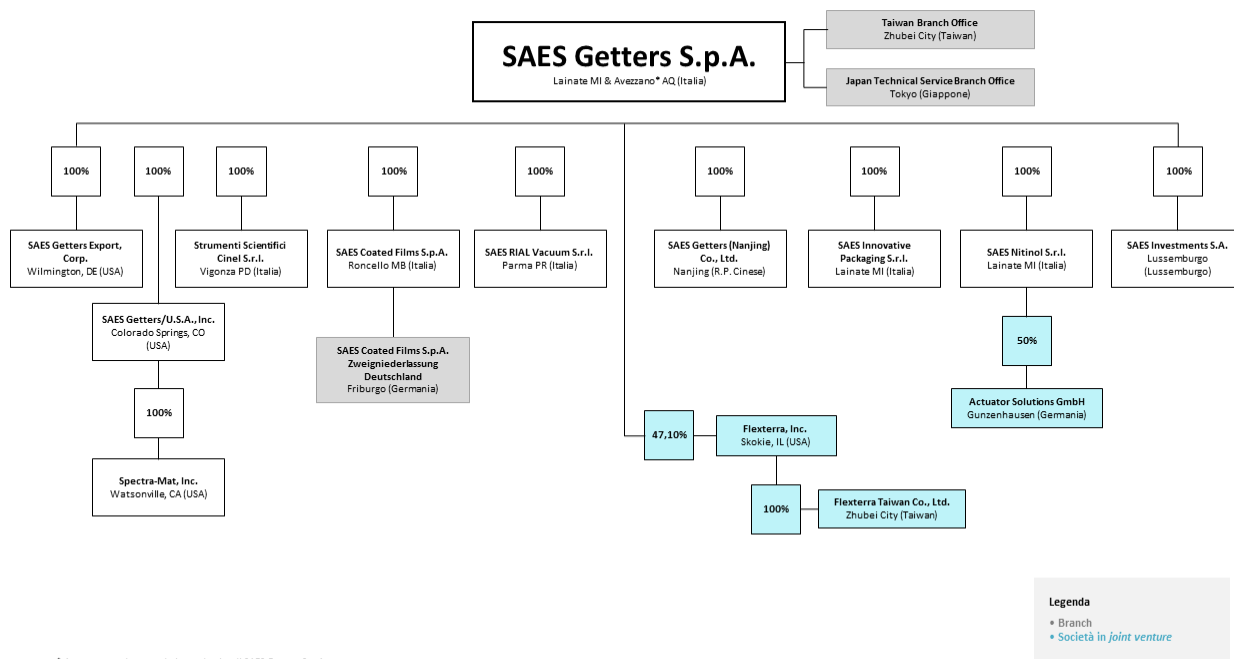 SAES Getters S.p.A.
Lainate MI & Avezzano* AQ (Italia)
Taiwan Branch Office
Zhubei City (Taiwan)
Japan Technical Service Branch Office
Tokyo (Giappone)
100%
100%
100%
100%
100%
100%
100%
100%
100%
SAES Getters Export,
Corp.
Wilmington, DE (USA)
Strumenti Scientifici
Cinel S.r.l.
Vigonza PD (Italia)
SAES Coated Films S.p.A.
Roncello MB (Italia)
SAES RIAL Vacuum S.r.l.
Parma PR (Italia)
SAES Getters (Nanjing)
Co., Ltd.
Nanjing (R.P. Cinese)
SAES Innovative
Packaging S.r.l.
Lainate MI (Italia)
SAES Nitinol S.r.l.
Lainate MI (Italia)
SAES Investments S.A.
Lussemburgo
(Lussemburgo)
SAES Getters/U.S.A., Inc.
Colorado Springs, CO
(USA)
SAES Coated Films S.p.A.
Zweigniederlassung
Deutschland
Friburgo (Germania)
50%
Actuator Solutions GmbH
Gunzenhausen (Germania)
100%
47,10%
Flexterra, Inc.
Skokie, IL (USA)
Spectra-Mat, Inc.
Watsonville, CA (USA)
100%
Flexterra Taiwan Co., Ltd.
Zhubei City (Taiwan)
Legenda
• Branch
• Società in joint venture